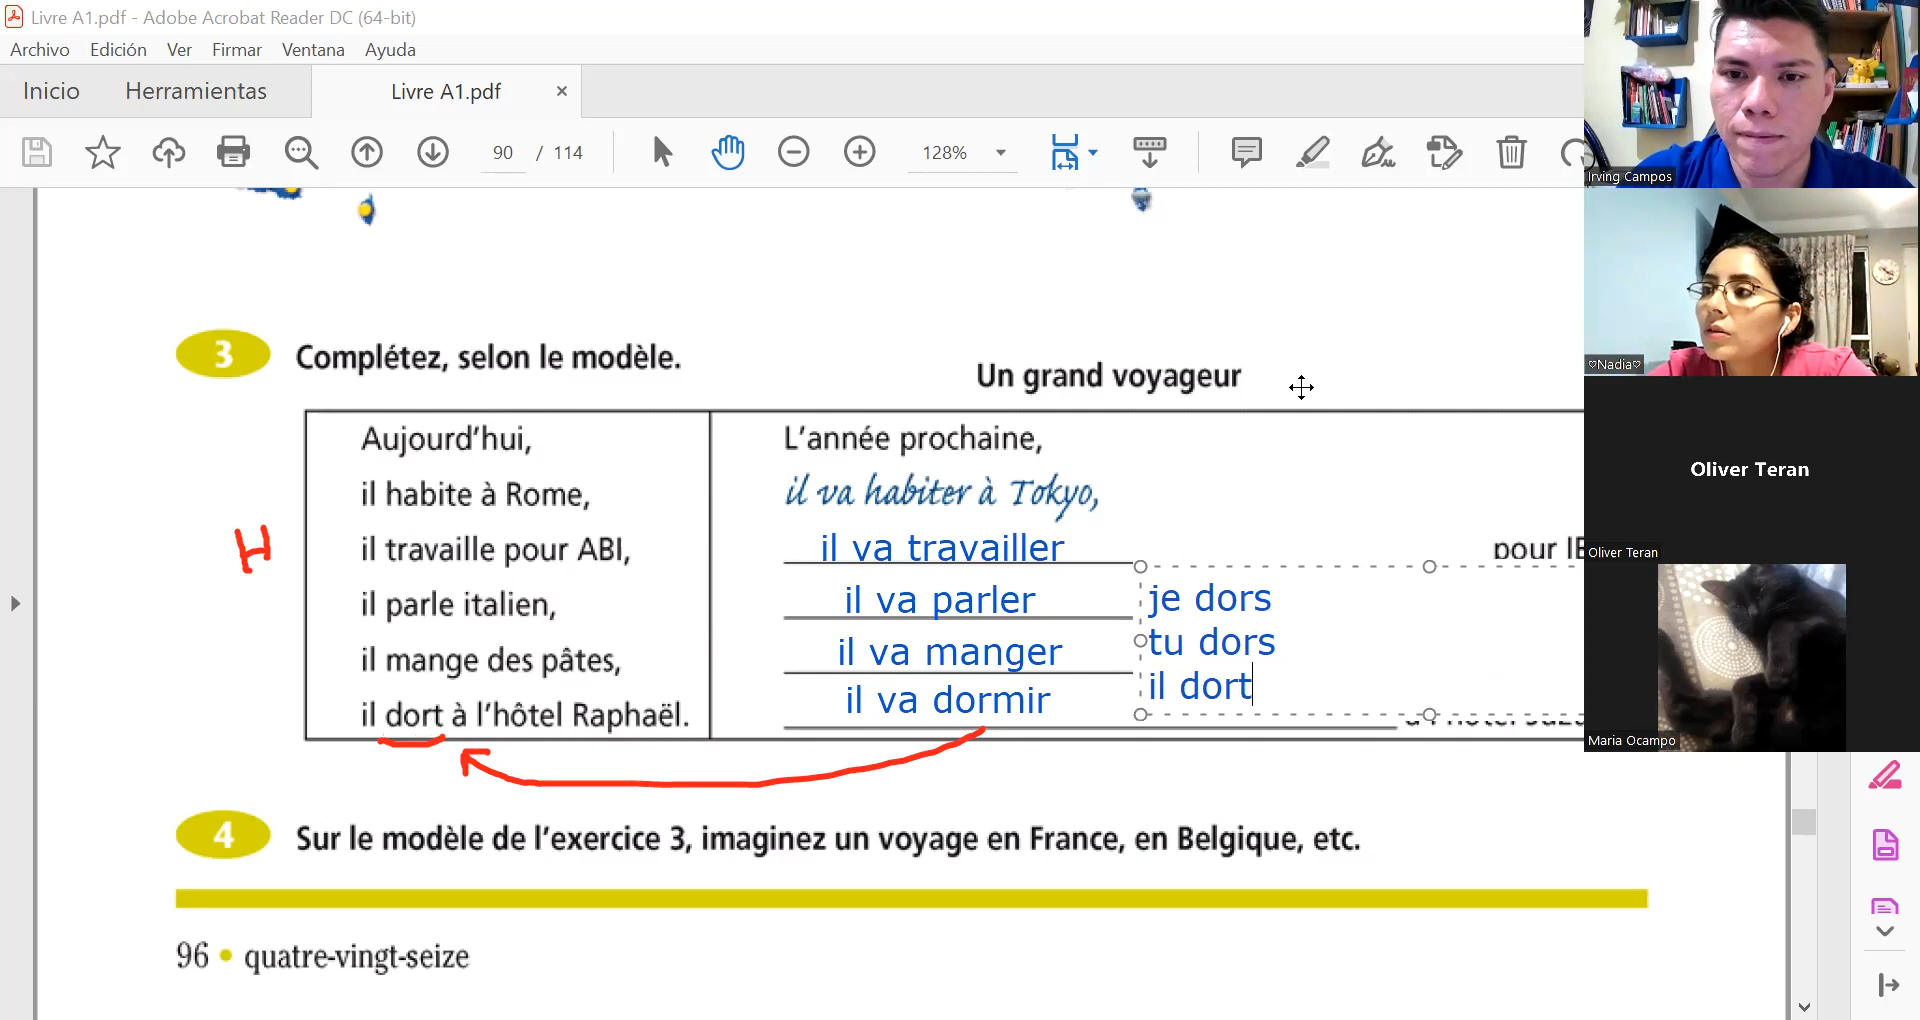 Livre A1.pdf - Adobe Acrobat Reader DC (64-bit)
Archivo Edición Ver Firmar Ventana Ayuda
Inicio Herramientas Livre A1.pdf ×
90 / 114 128%
Irving Campos
♡Nadia♡
Oliver Teran
Oliver Teran
Maria Ocampo
3 Complétez, selon le modèle.
Un grand voyageur
Aujourd'hui,
il habite à Rome,
il travaille pour ABI,
il parle italien,
il mange des pâtes,
il dort à l'hôtel Raphaël.
H
L'année prochaine,
il va habiter à Tokyo,
il va travailler pour
il va parler
il va manger
il va dormir
je dors
tu dors
il dort
4 Sur le modèle de l'exercice 3, imaginez un voyage en France, en Belgique, etc.
96 • quatre-vingt-seize